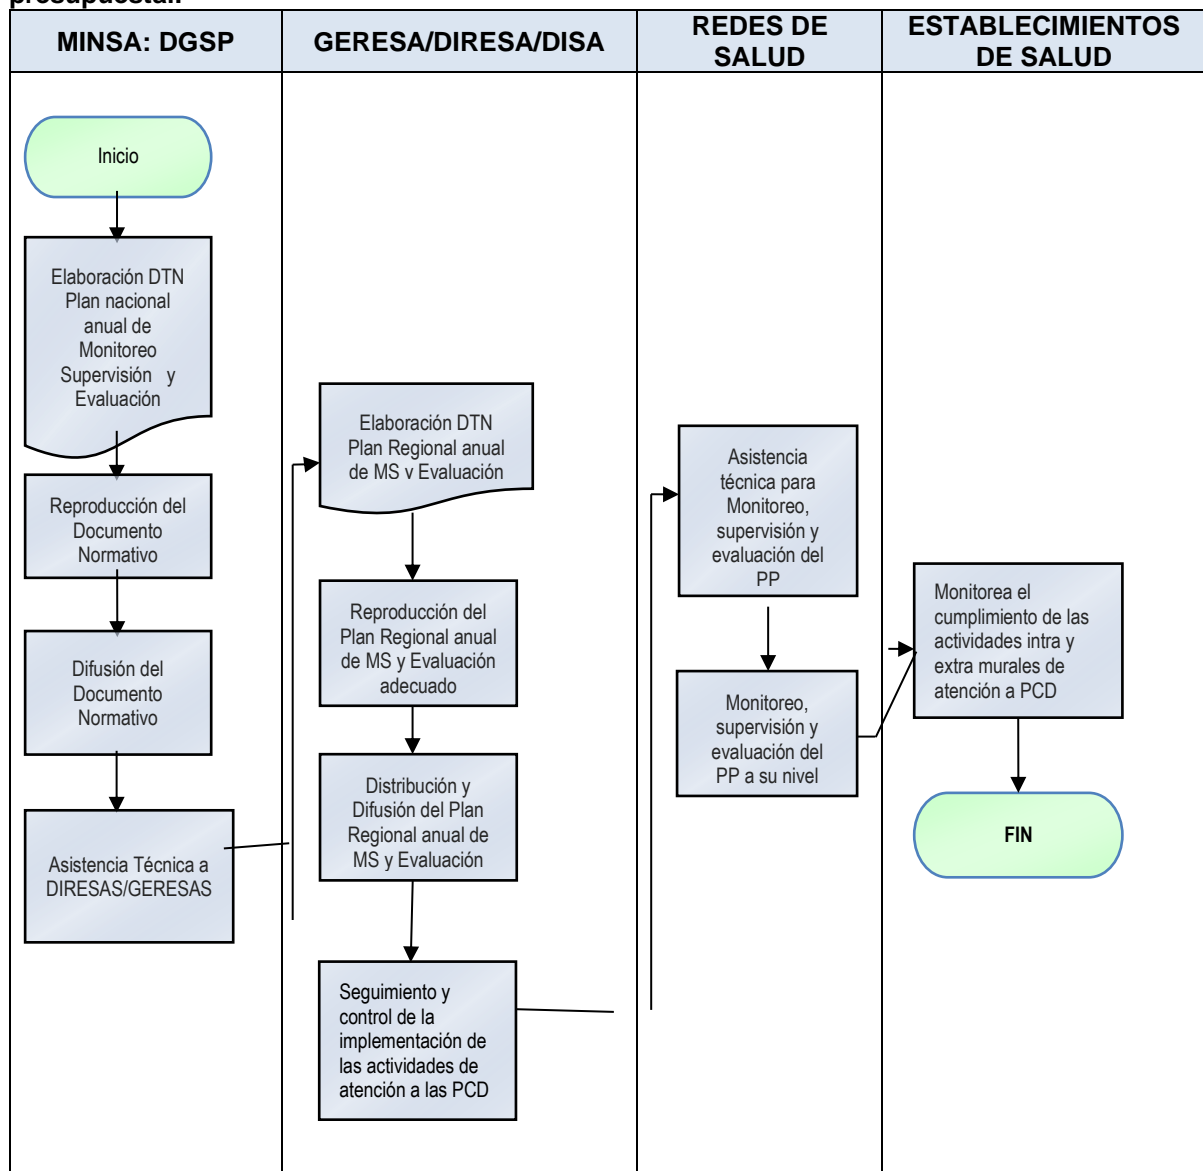 MINSA: DGSP
GERESA/DIRESA/DISA
REDES DE
SALUD
ESTABLECIMIENTOS
DE SALUD
Inicio
Elaboración DTN
Plan nacional
anual de
Monitoreo
Supervisión y
Evaluación
Reproducción del
Documento
Normativo
Difusión del
Documento
Normativo
Asistencia Técnica a
DIRESAS/GERESAS
Elaboración DTN
Plan Regional anual
de MS y Evaluación
Reproducción del
Plan Regional anual
de MS y Evaluación
adecuado
Distribución y
Difusión del Plan
Regional anual de
MS y Evaluación
Seguimiento y
control de la
implementación de
las actividades de
atención a las PCD
Asistencia
técnica para
Monitoreo,
supervisión y
evaluación del
PP
Monitoreo,
supervisión y
evaluación del
PP a su nivel
Monitorea el
cumplimiento de las
actividades intra y
extra murales de
atención a PCD
FIN